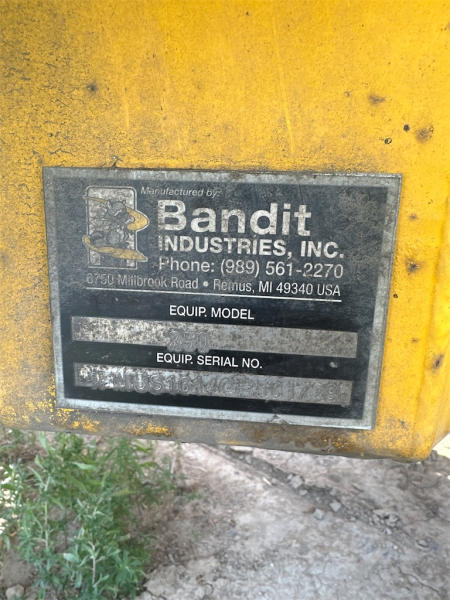 Manufactured by:
Bandit
INDUSTRIES, INC.
Phone: (989) 561-2270
6750 Millbrook Road • Remus, MI 49340 USA
EQUIP. MODEL
EQUIP. SERIAL NO.